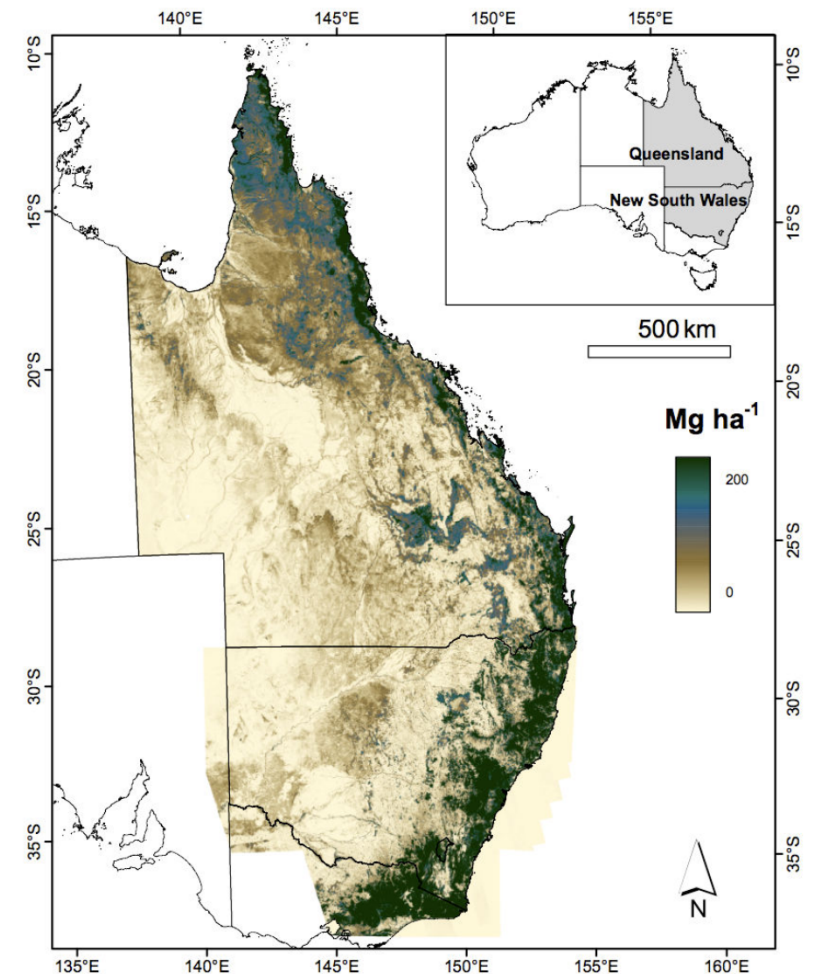 140°E 145°E 150°E 155°E
10°S 10°S
Queensland
New South Wales
15°S 15°S
500 km
20°S 20°S
Mg ha-1
200
25°S 25°S
0
30°S 30°S
35°S 35°S
N
135°E 140°E 145°E 150°E 155°E 160°E